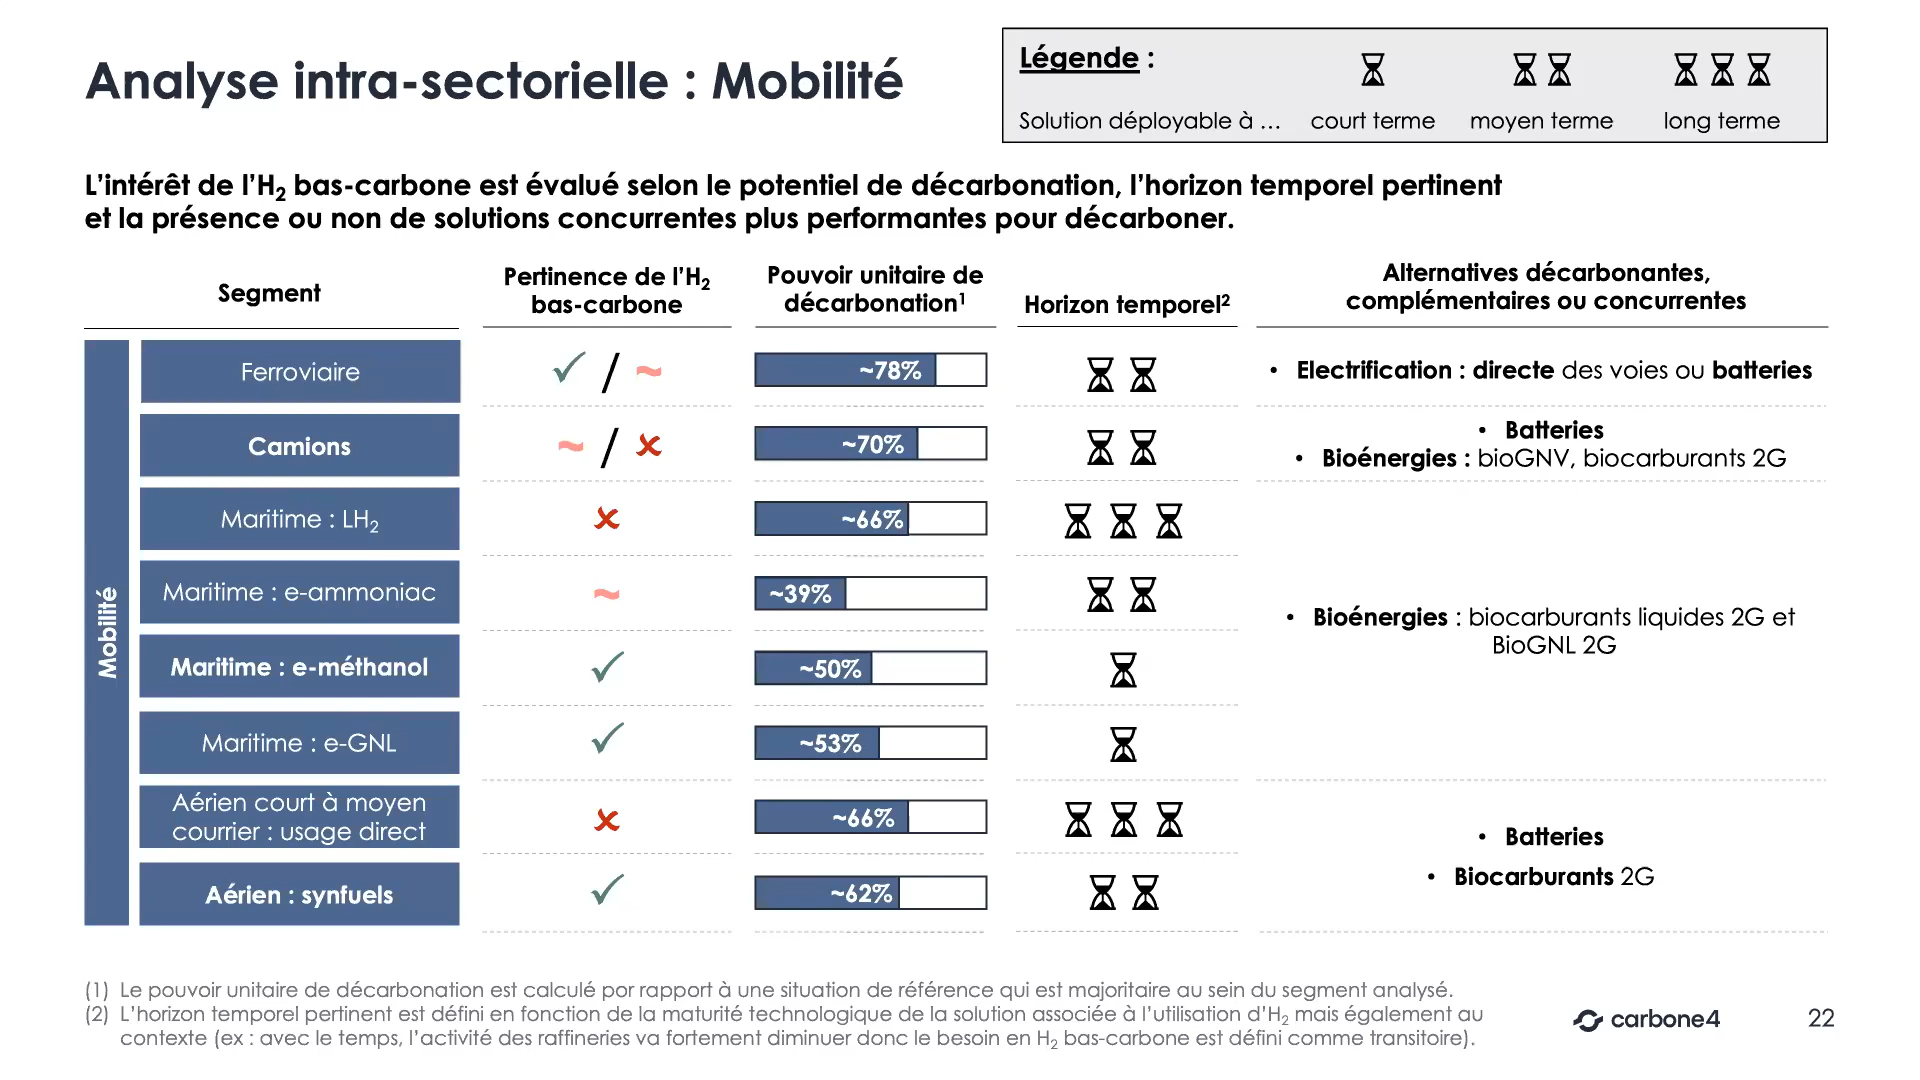 Analyse intra-sectorielle : Mobilité
Légende :
Solution déployable à … court terme moyen terme long terme
L’intérêt de l’H₂ bas-carbone est évalué selon le potentiel de décarbonation, l’horizon temporel pertinent
et la présence ou non de solutions concurrentes plus performantes pour décarboner.
Segment
Pertinence de l’H₂
bas-carbone
Pouvoir unitaire de
décarbonation¹
Horizon temporel²
Alternatives décarbonantes,
complémentaires ou concurrentes
Mobilité
Ferroviaire
✓ / ~
~78%
• Electrification : directe des voies ou batteries
Camions
~ / ✘
~70%
• Batteries
• Bioénergies : bioGNV, biocarburants 2G
Maritime : LH₂
✘
~66%
Maritime : e-ammoniac
~
~39%
• Bioénergies : biocarburants liquides 2G et
BioGNL 2G
Maritime : e-méthanol
✓
~50%
Maritime : e-GNL
✓
~53%
Aérien court à moyen
courrier : usage direct
✘
~66%
• Batteries
• Biocarburants 2G
Aérien : synfuels
✓
~62%
(1) Le pouvoir unitaire de décarbonation est calculé par rapport à une situation de référence qui est majoritaire au sein du segment analysé.
(2) L’horizon temporel pertinent est défini en fonction de la maturité technologique de la solution associée à l’utilisation d’H₂ mais également au
contexte (ex : avec le temps, l’activité des raffineries va fortement diminuer donc le besoin en H₂ bas-carbone est défini comme transitoire).
carbone4
22